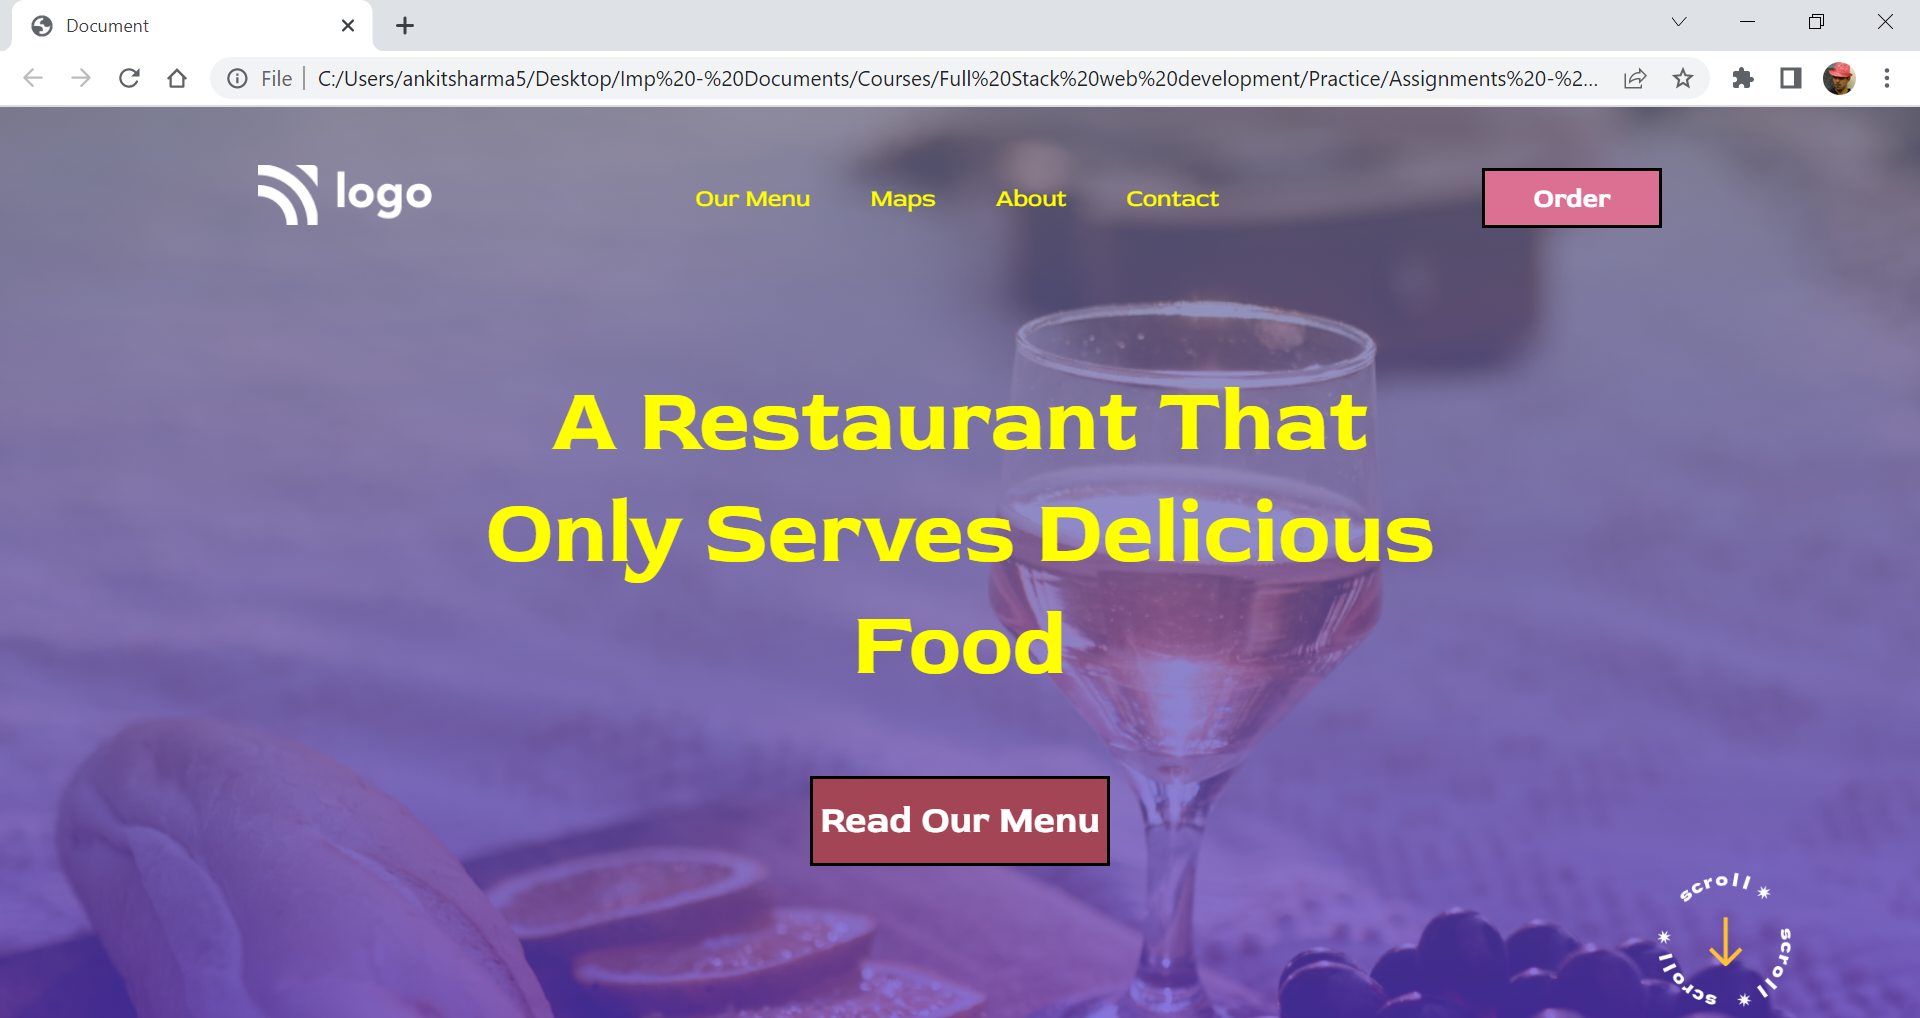 Document
File
C:/Users/ankitsharma5/Desktop/Imp%20-%20Documents/Courses/Full%20Stack%20web%20development/Practice/Assignments%20-%2...
logo
Our Menu Maps About Contact
Order
A Restaurant That
Only Serves Delicious
Food
Read Our Menu
scroll * scroll * scroll *